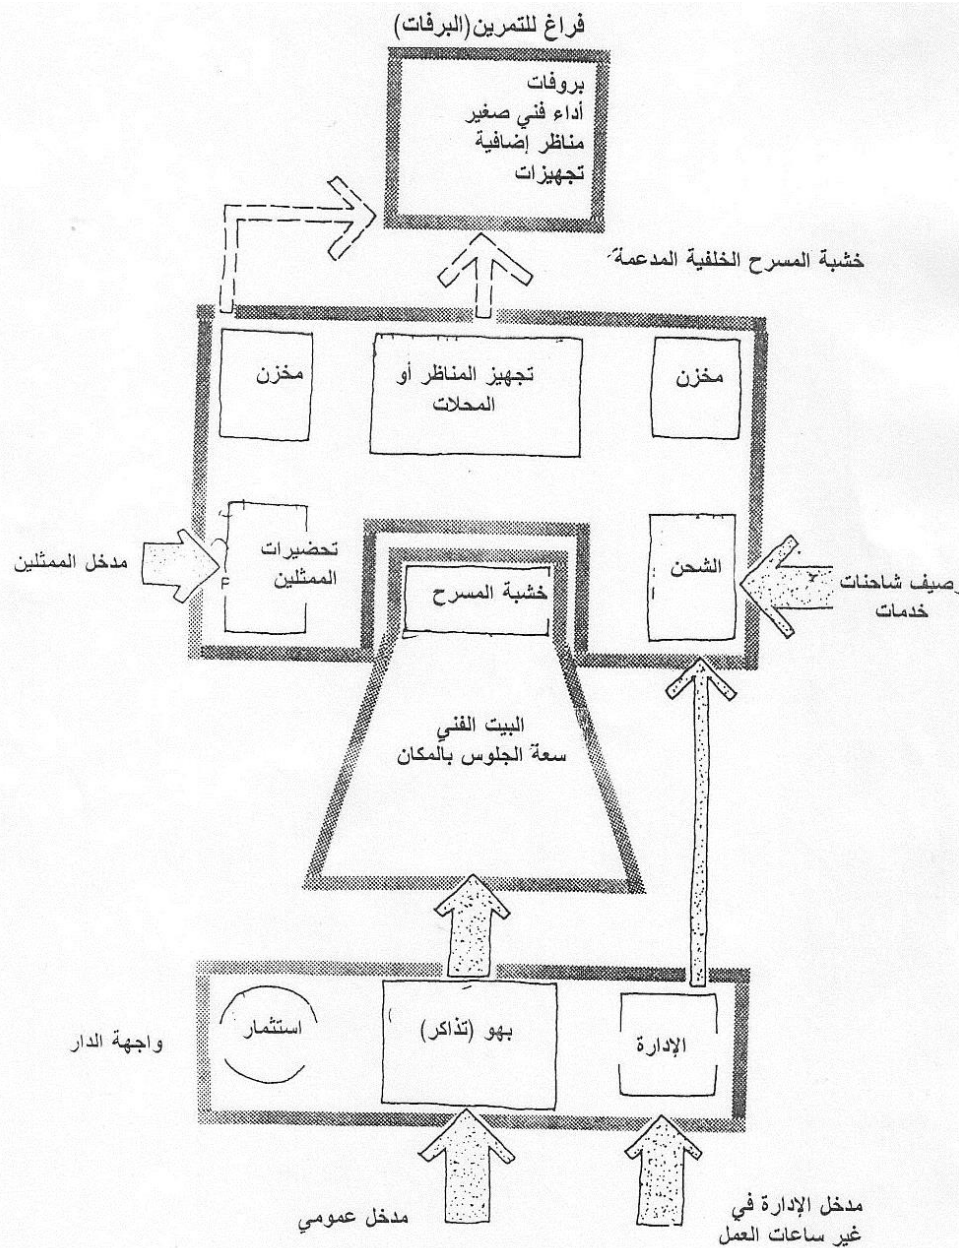 فراغ للتمرين(البرفات)
بروفات
أداء فني صغير
مناظر إضافية
تجهيزات
خشبة المسرح الخلفية المدعمة
مخزن
تجهيز المناظر أو
المحلات
مخزن
مدخل الممثلين
تحضيرات
الممثلين
خشبة المسرح
الشحن
رصيف شاحنات
خدمات
البيت الفني
سعة الجلوس بالمكان
واجهة الدار
استثمار
بهو (تذاكر)
الإدارة
مدخل عمومي
مدخل الإدارة في
غير ساعات العمل